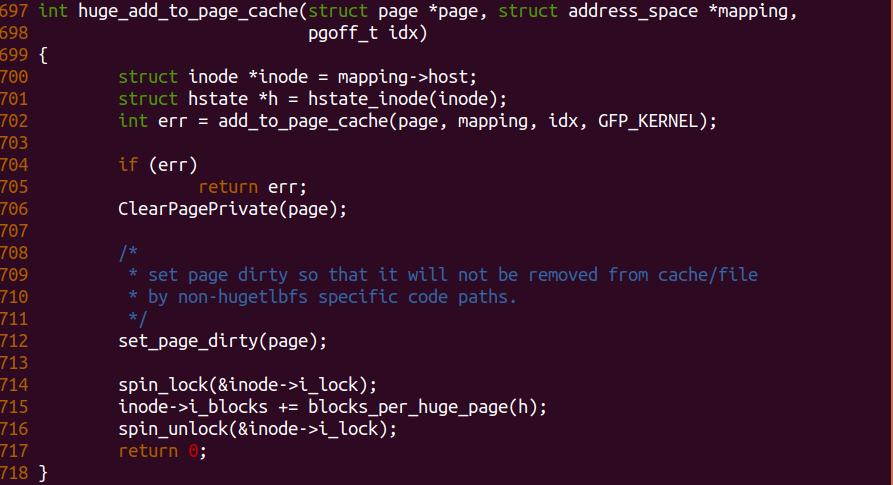 697 int huge_add_to_page_cache(struct page *page, struct address_space *mapping,
698                            pgoff_t idx)
699 {
700         struct inode *inode = mapping->host;
701         struct hstate *h = hstate_inode(inode);
702         int err = add_to_page_cache(page, mapping, idx, GFP_KERNEL);
703
704         if (err)
705                 return err;
706         ClearPagePrivate(page);
707
708         /*
709          * set page dirty so that it will not be removed from cache/file
710          * by non-hugetlbfs specific code paths.
711          */
712         set_page_dirty(page);
713
714         spin_lock(&inode->i_lock);
715         inode->i_blocks += blocks_per_huge_page(h);
716         spin_unlock(&inode->i_lock);
717         return 0;
718 }